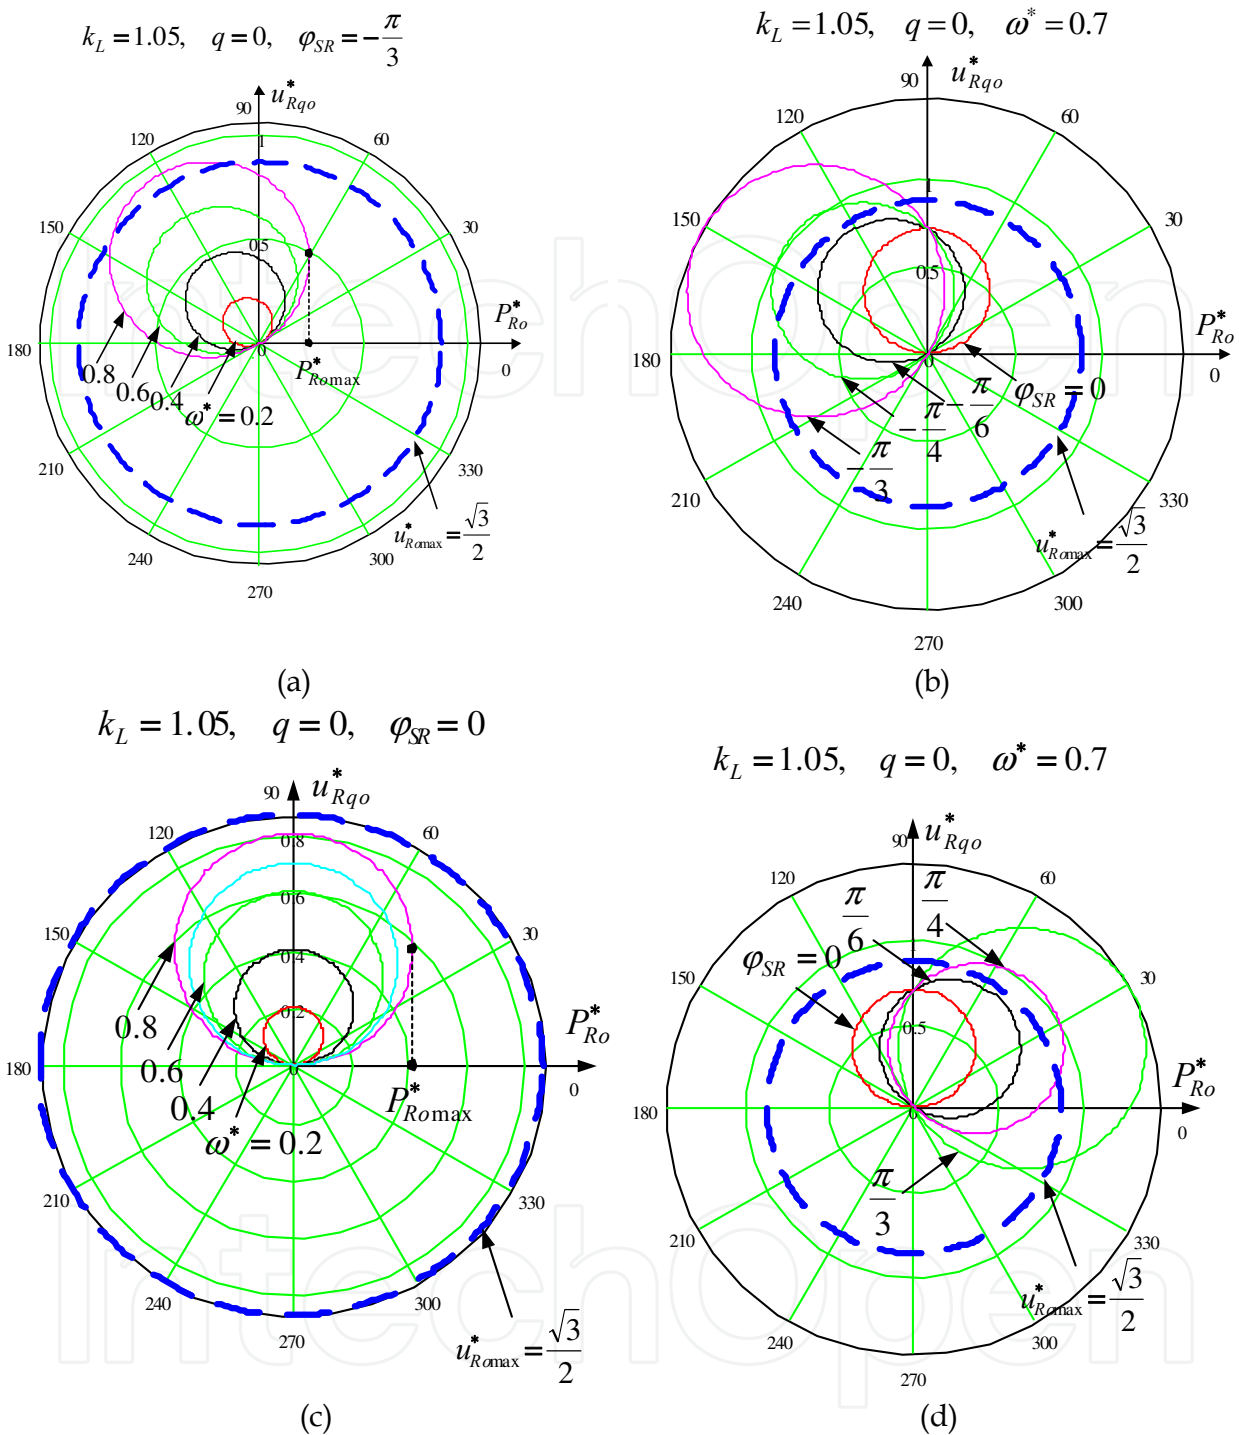 k_L = 1.05, q = 0, φ_SR = −π/3
u*_Rqo
90
120
60
1
150
30
0.5
P*_Ro
180
0
0
0.8
0.6
0.4
ω* = 0.2
P*_Romax
210
330
240
300
u*_Romax = √3/2
270
(a)
k_L = 1.05, q = 0, ω* = 0.7
u*_Rqo
90
120
60
1
150
30
0.5
P*_Ro
180
0
0
φ_SR = 0
−π/6
−π/4
−π/3
210
330
u*_Romax = √3/2
240
300
270
(b)
k_L = 1.05, q = 0, φ_SR = 0
u*_Rqo
90
120
60
0.8
0.6
150
30
0.4
0.2
P*_Ro
180
0
0
0.8
0.6
0.4
ω* = 0.2
P*_Romax
210
330
240
300
270
u*_Romax = √3/2
(c)
k_L = 1.05, q = 0, ω* = 0.7
u*_Rqo
90
120
60
π/6
π/4
φ_SR = 0
1
150
30
0.5
P*_Ro
180
0
0
π/3
210
330
u*_Romax = √3/2
240
300
270
(d)
IntechOpen
IntechOpen